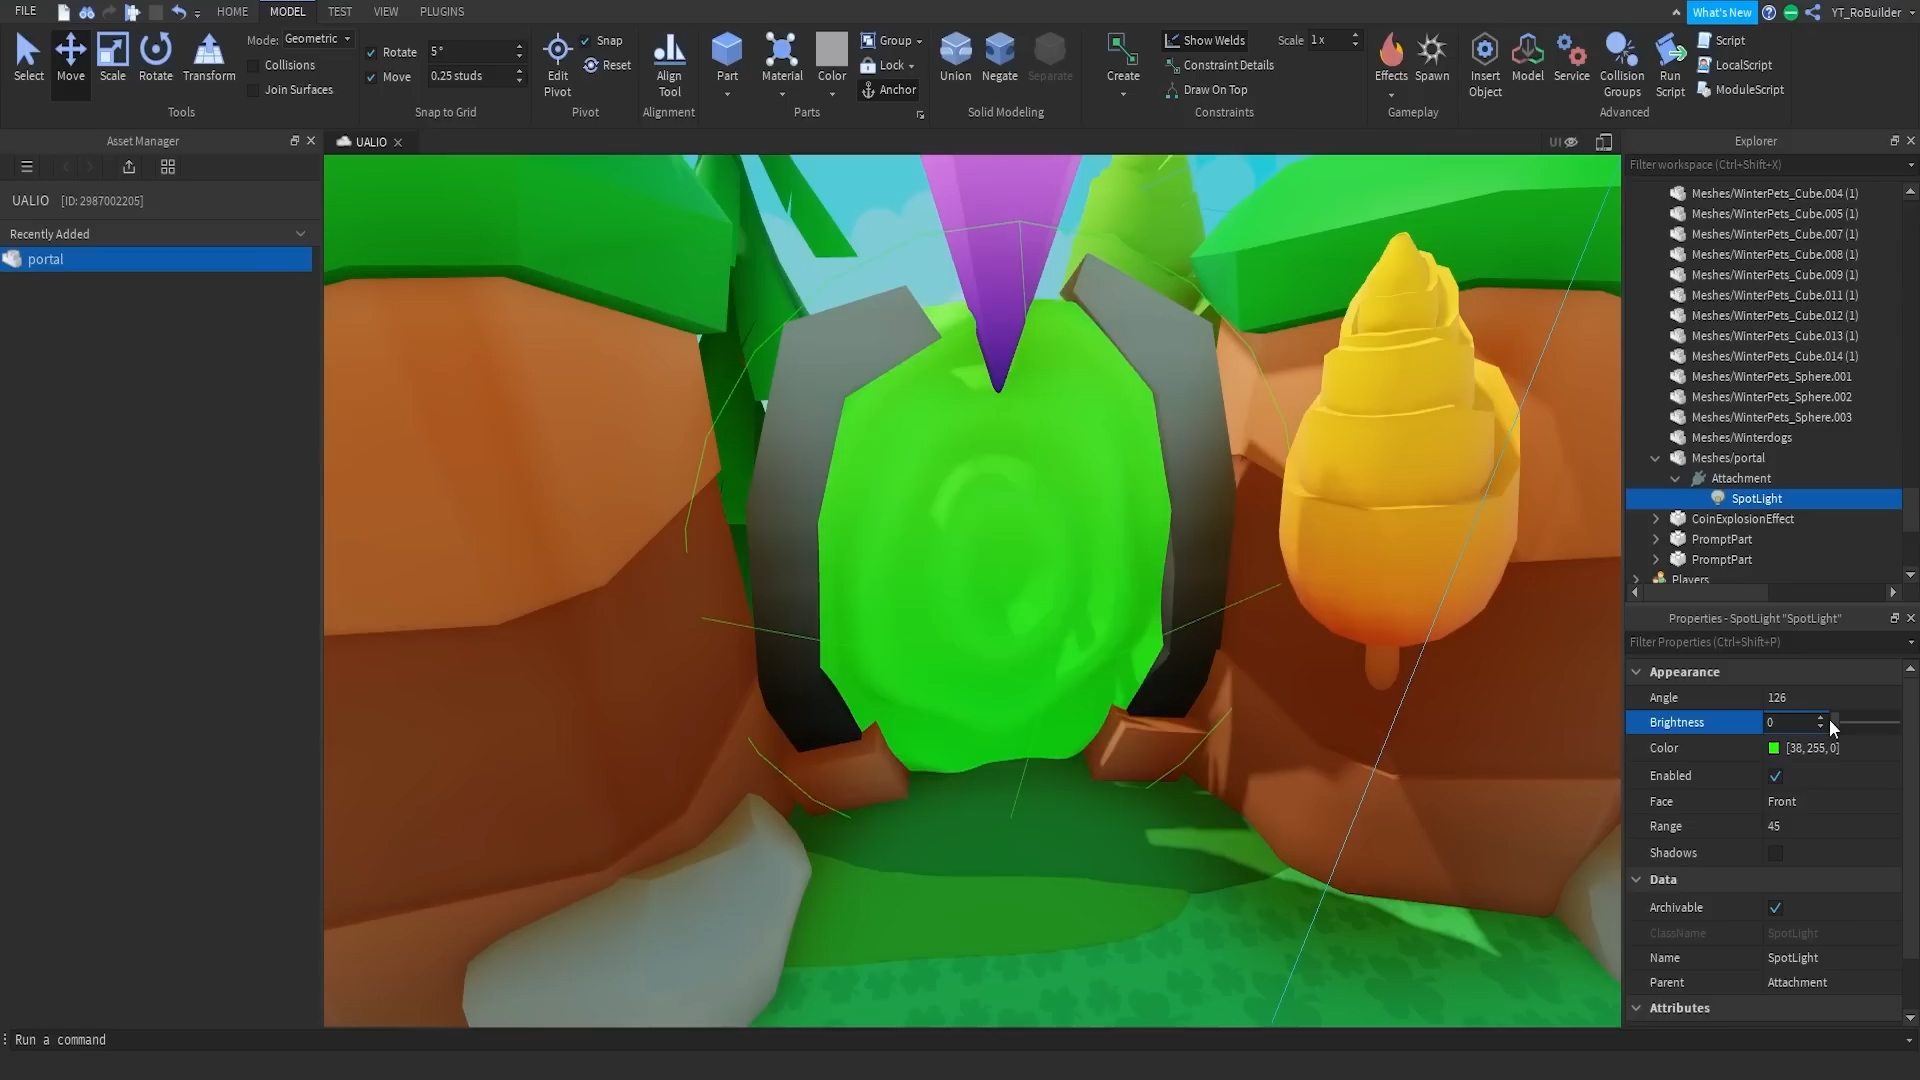 FILE HOME MODEL TEST VIEW PLUGINS What's New YT_RoBuilder
Select Move Scale Rotate Transform
Mode: Geometric
Collisions
Join Surfaces
Tools
Rotate 5°
Move 0.25 studs
Snap to Grid
Edit Pivot
Snap
Reset
Pivot
Align Tool
Alignment
Part Material Color
Group
Lock
Anchor
Parts
Union Negate Separate
Solid Modeling
Create
Show Welds Scale 1 x
Constraint Details
Draw On Top
Constraints
Effects Spawn
Gameplay
Insert Object
Model
Service
Collision Groups
Run Script
Script
LocalScript
ModuleScript
Advanced
Asset Manager
UALIO [ID: 2987002205]
Recently Added
portal
UALIO
UI
Explorer
Filter workspace (Ctrl+Shift+X)
Meshes/WinterPets_Cube.004 (1)
Meshes/WinterPets_Cube.005 (1)
Meshes/WinterPets_Cube.007 (1)
Meshes/WinterPets_Cube.008 (1)
Meshes/WinterPets_Cube.009 (1)
Meshes/WinterPets_Cube.011 (1)
Meshes/WinterPets_Cube.012 (1)
Meshes/WinterPets_Cube.013 (1)
Meshes/WinterPets_Cube.014 (1)
Meshes/WinterPets_Sphere.001
Meshes/WinterPets_Sphere.002
Meshes/WinterPets_Sphere.003
Meshes/Winterdogs
Meshes/portal
Attachment
SpotLight
CoinExplosionEffect
PromptPart
PromptPart
Players
Properties - SpotLight "SpotLight"
Filter Properties (Ctrl+Shift+P)
Appearance
Angle 126
Brightness 0
Color [38, 255, 0]
Enabled
Face Front
Range 45
Shadows
Data
Archivable
ClassName SpotLight
Name SpotLight
Parent Attachment
Attributes
Run a command